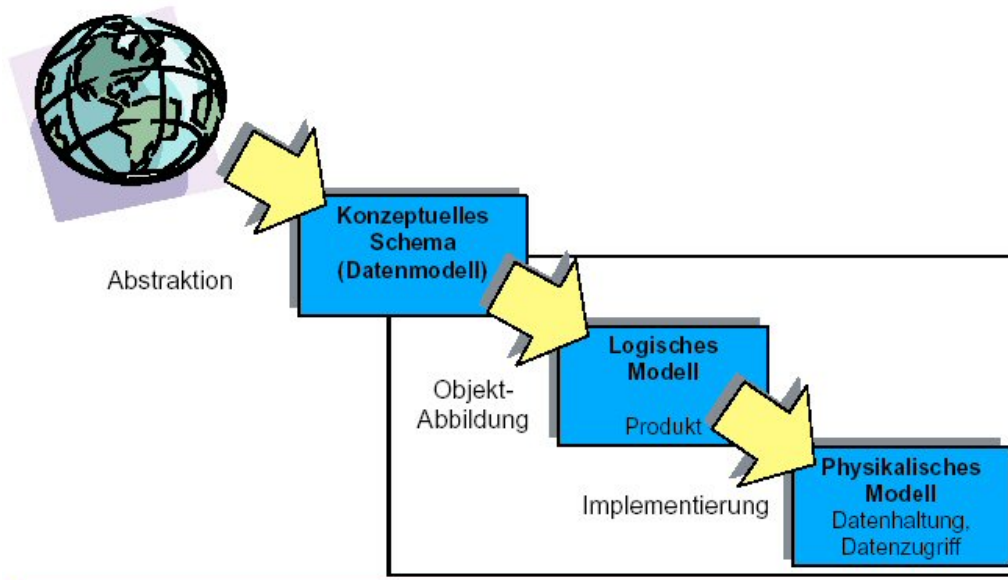 Konzeptuelles
Schema
(Datenmodell)
Abstraktion
Logisches
Modell
Produkt
Objekt-
Abbildung
Physikalisches
Modell
Datenhaltung,
Datenzugriff
Implementierung